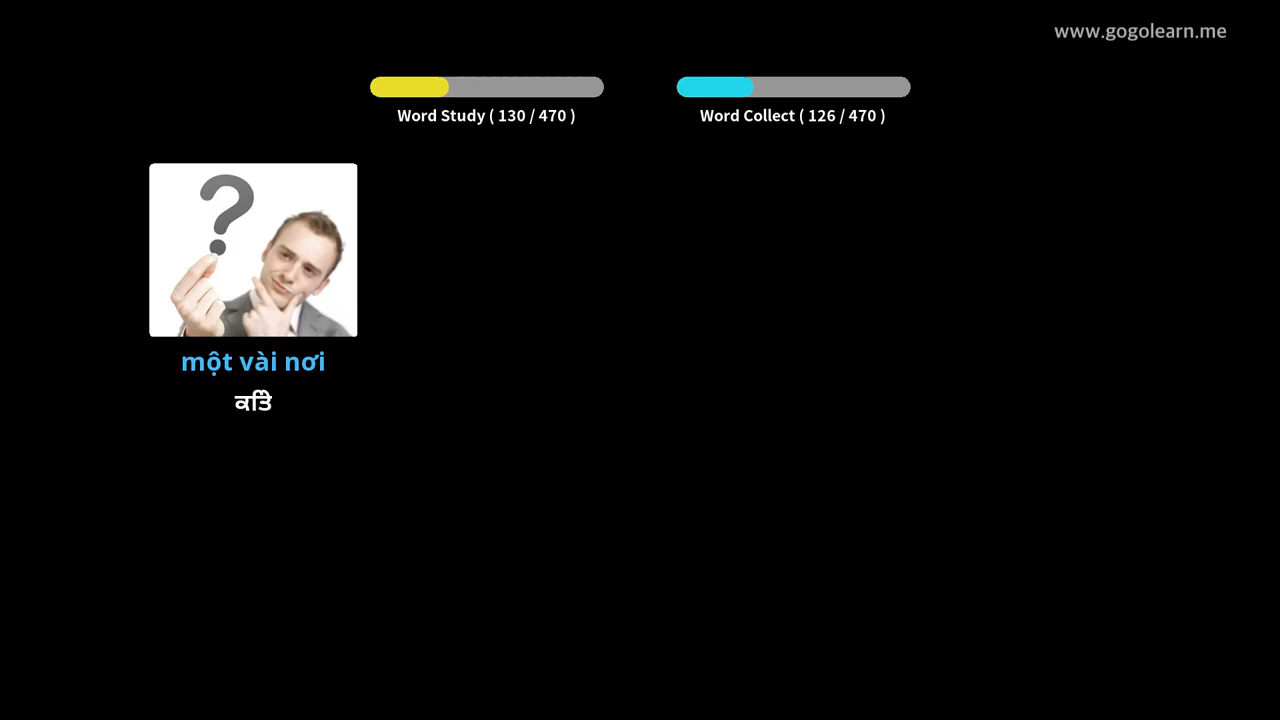 www.gogolearn.me
Word Study ( 130 / 470 )
Word Collect ( 126 / 470 )
một vài nơi
ਕਤਿੇ